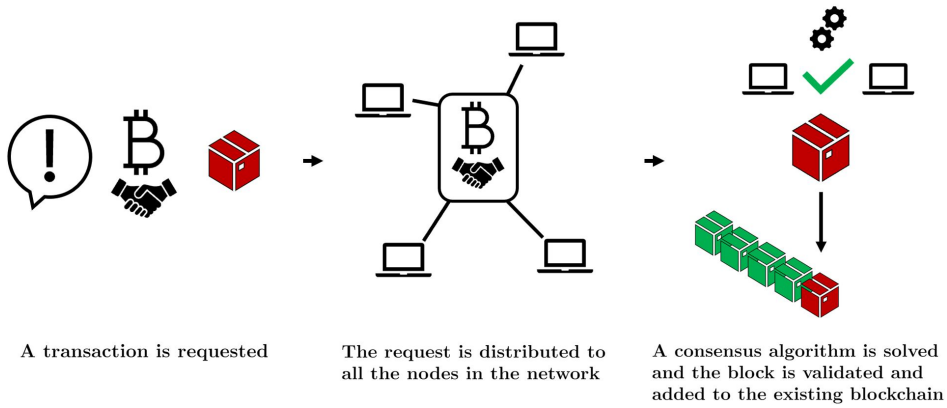 A transaction is requested
The request is distributed to
all the nodes in the network
A consensus algorithm is solved
and the block is validated and
added to the existing blockchain